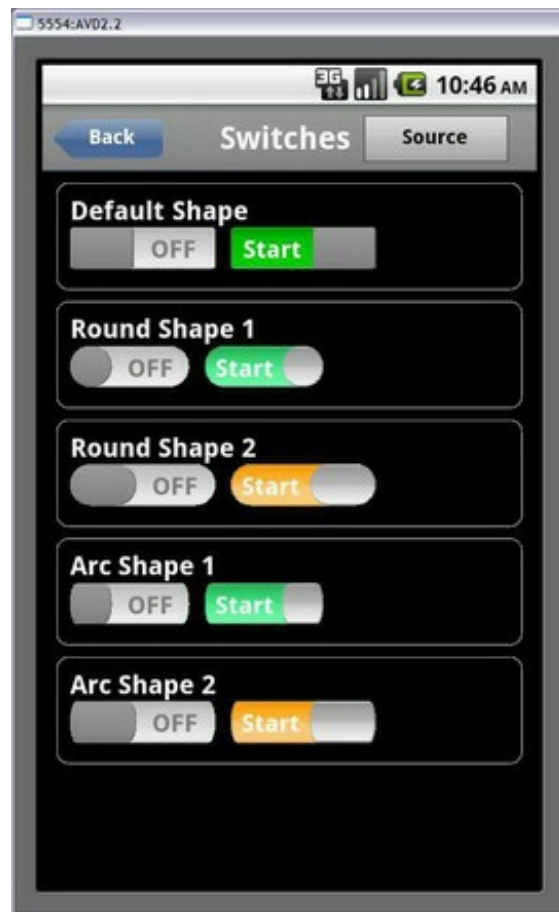 5554:AVD2.2
3G 10:46 AM
Back Switches Source
Default Shape
OFF Start
Round Shape 1
OFF Start
Round Shape 2
OFF Start
Arc Shape 1
OFF Start
Arc Shape 2
OFF Start